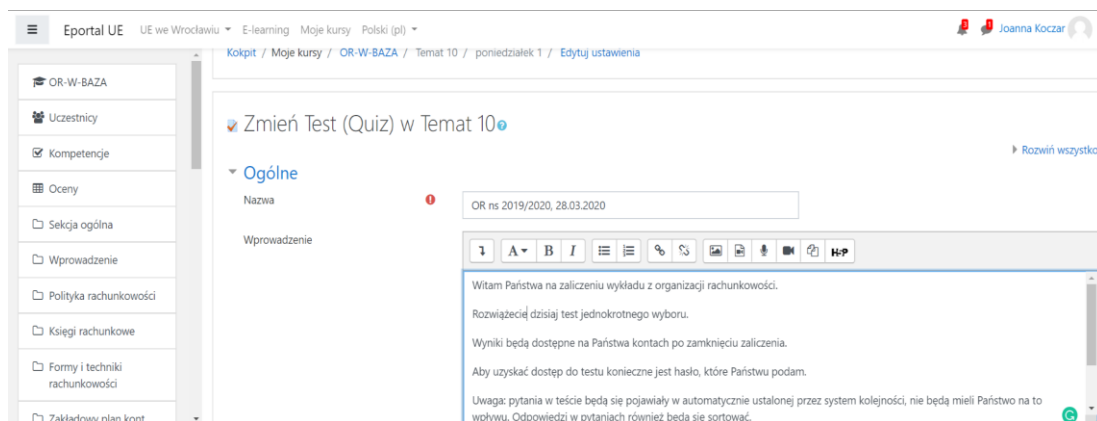 Eportal UE UE we Wrocławiu E-learning Moje kursy Polski (pl) Joanna Koczar
Kokpit / Moje kursy / OR-W-BAZA / Temat 10 / poniedziałek 1 / Edytuj ustawienia
OR-W-BAZA
Uczestnicy
Kompetencje
Oceny
Sekcja ogólna
Wprowadzenie
Polityka rachunkowości
Księgi rachunkowe
Formy i techniki
rachunkowości
Zakładowy plan kont
Zmień Test (Quiz) w Temat 10
Rozwiń wszystko
Ogólne
Nazwa
OR ns 2019/2020, 28.03.2020
Wprowadzenie
A B I H-P
Witam Państwa na zaliczeniu wykładu z organizacji rachunkowości.
Rozwiążecie dzisiaj test jednokrotnego wyboru.
Wyniki będą dostępne na Państwa kontach po zamknięciu zaliczenia.
Aby uzyskać dostęp do testu konieczne jest hasło, które Państwu podam.
Uwaga: pytania w teście będą się pojawiały w automatycznie ustalonej przez system kolejności, nie będą mieli Państwo na to
wpływu. Odpowiedzi w pytaniach również będą się sortować.